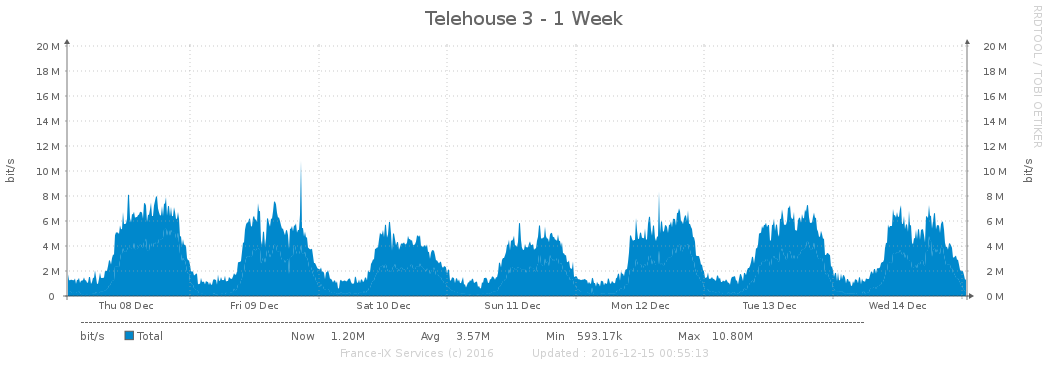 Telehouse 3 - 1 Week
RRDTOOL / TOBI OETIKER
bit/s
bit/s
20 M 20 M
18 M 18 M
16 M 16 M
14 M 14 M
12 M 12 M
10 M 10 M
8 M 8 M
6 M 6 M
4 M 4 M
2 M 2 M
0 0 M
Thu 08 Dec Fri 09 Dec Sat 10 Dec Sun 11 Dec Mon 12 Dec Tue 13 Dec Wed 14 Dec
bit/s Total Now 1.20M Avg 3.57M Min 593.17k Max 10.80M
France-IX Services (c) 2016 Updated : 2016-12-15 00:55:13